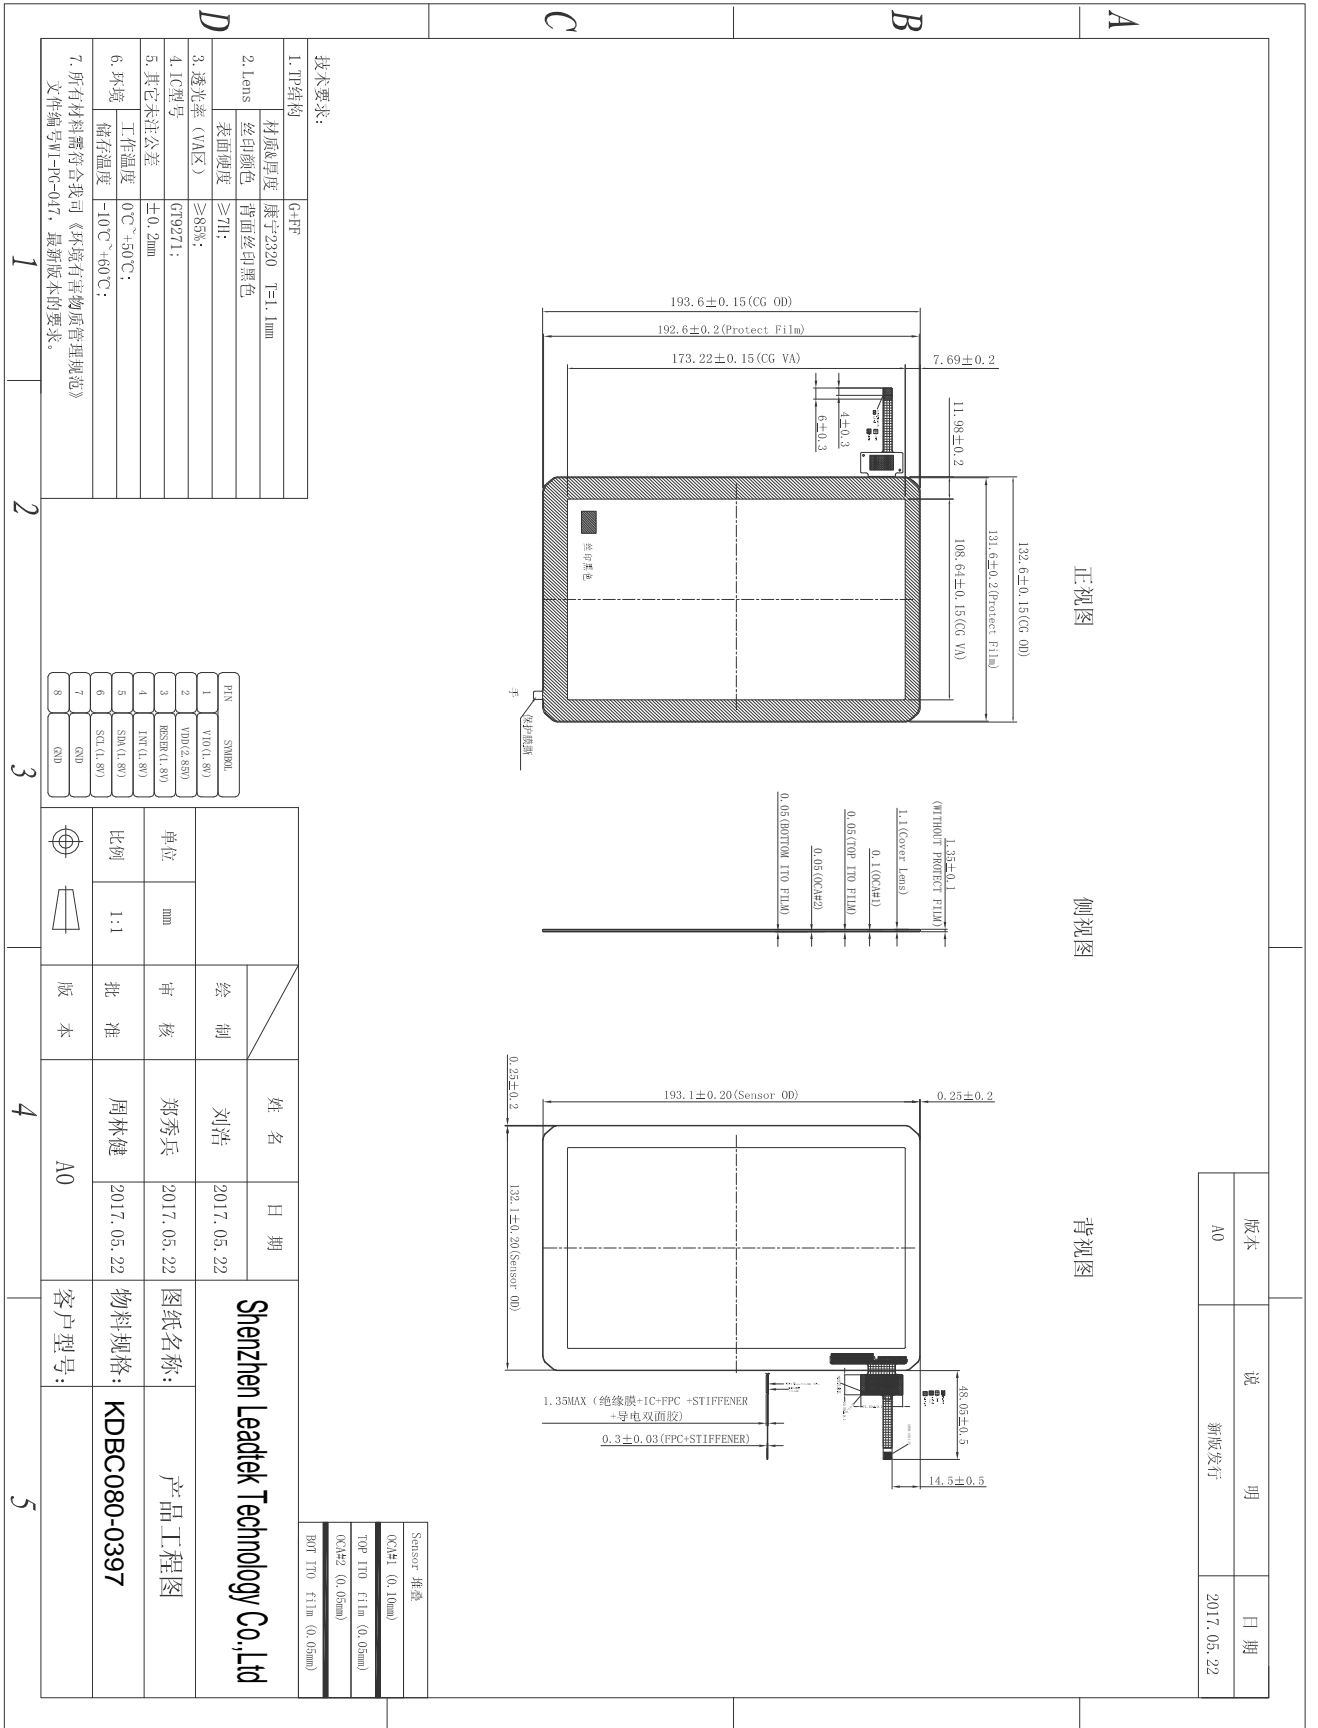 A
B
C
D
1
2
3
4
5
版本
说 明
日 期
A0
新版发行
2017.05.22
正视图
侧视图
背视图
193.6±0.15(CG OD)
192.6±0.2(Protect Film)
173.22±0.15(CG VA)
7.69±0.2
11.98±0.2
132.6±0.15(CG OD)
131.6±0.2(Protect Film)
108.64±0.15(CG VA)
4±0.3
6±0.3
丝印黑色
保护膜撕
手
1.35±0.1
(WITHOUT PROTECT FILM)
1.1(Cover Lens)
0.1(OCA#1)
0.05(TOP ITO FILM)
0.05(OCA#2)
0.05(BOTTOM ITO FILM)
193.1±0.20(Sensor OD)
0.25±0.2
0.25±0.2
132.1±0.20(Sensor OD)
48.05±0.5
14.5±0.5
1.35MAX (绝缘膜+IC+FPC +STIFFENER
+导电双面胶)
0.3±0.03(FPC+STIFFENER)
Sensor 堆叠
OCA#1 (0.10mm)
TOP ITO film (0.05mm)
OCA#2 (0.05mm)
BOT ITO film (0.05mm)
技术要求:
1.TP结构 G+FF
2.Lens 材质&厚度 康宁2320 T=1.1mm
丝印颜色 背面丝印黑色
表面硬度 ≥7H;
3.透光率 (VA区) ≥85%;
4.IC型号 GT9271;
5.其它未注公差 ±0.2mm
6.环境 工作温度 0℃~+50℃;
储存温度 -10℃~+60℃;
7.所有材料需符合我司《环境有害物质管理规范》
文件编号WI-PG-047, 最新版本的要求。
PIN SYMBOL
1 VIO(1.8V)
2 VDD(2.85V)
3 RESER(1.8V)
4 INT(1.8V)
5 SDA(1.8V)
6 SCL(1.8V)
7 GND
8 GND
姓 名 日 期
绘 制 刘浩 2017.05.22
单位 mm 审 核 郑秀兵 2017.05.22
比例 1:1 批 准 周林健 2017.05.22
版 本 A0
Shenzhen Leadtek Technology Co.,Ltd
图纸名称: 产品工程图
物料规格: KDBC080-0397
客户型号: